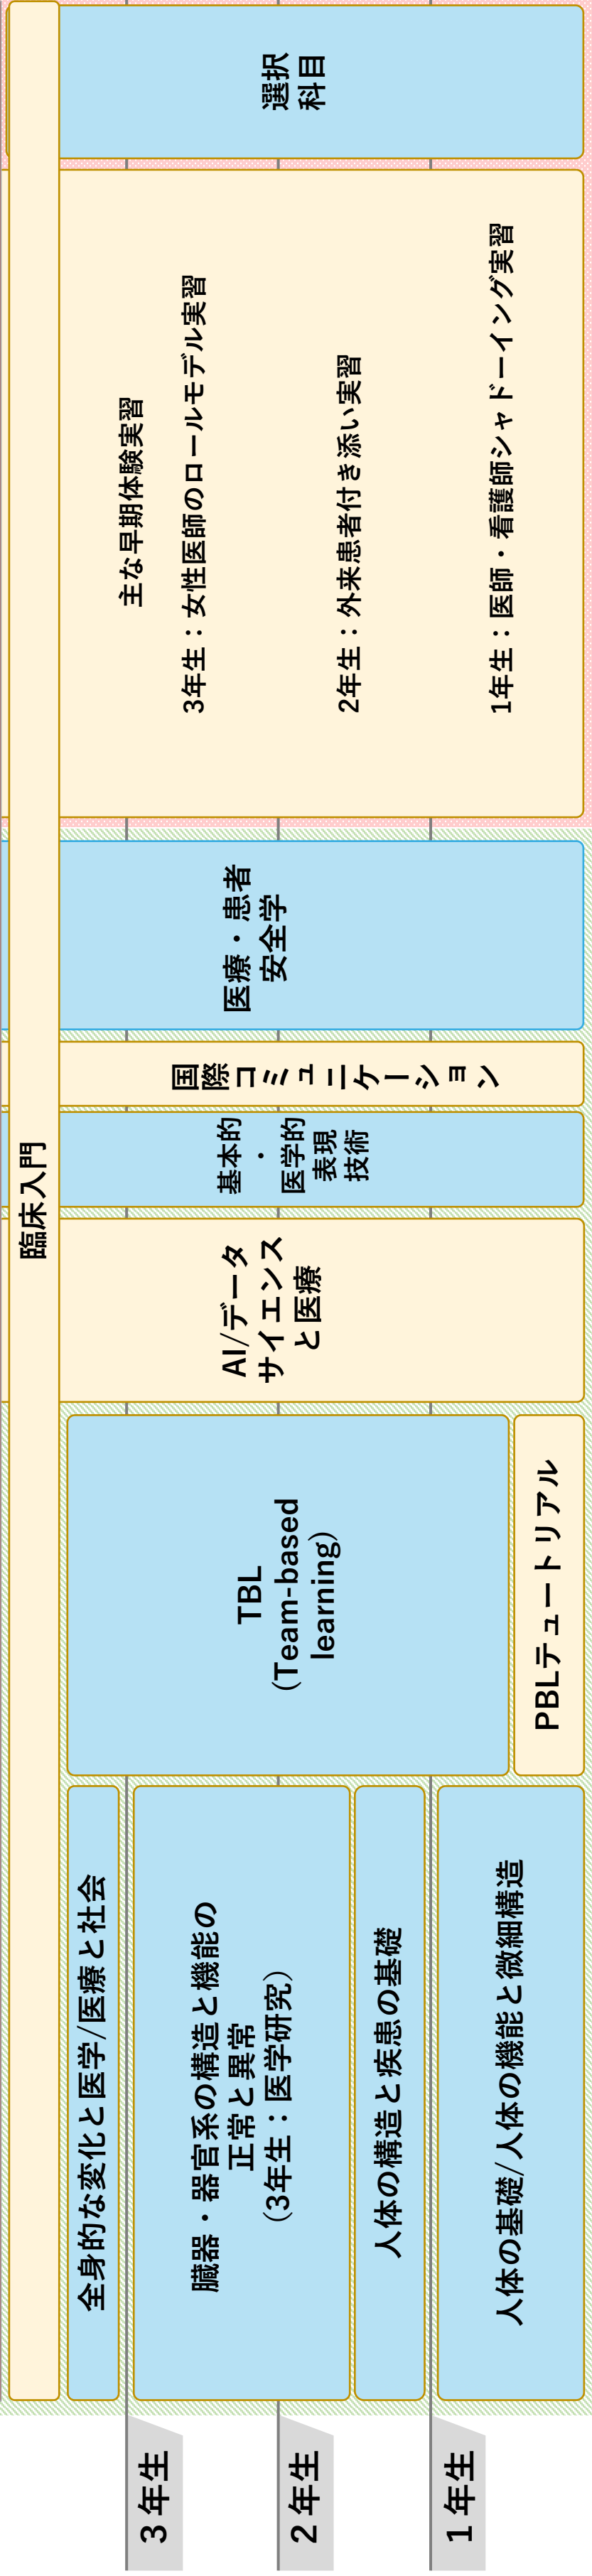 臨床入門
3年生
2年生
1年生
全身的な変化と医学/医療と社会
臓器・器官系の構造と機能の
正常と異常
（3年生：医学研究）
人体の構造と疾患の基礎
人体の基礎/人体の機能と微細構造
TBL
（Team-based
learning）
PBLテュートリアル
AI/データ
サイエンス
と医療
基本的
・
医学的
表現
技術
国際コミュニケーション
医療・患者
安全学
主な早期体験実習
3年生：女性医師のロールモデル実習
2年生：外来患者付き添い実習
1年生：医師・看護師シャドーイング実習
選択
科目